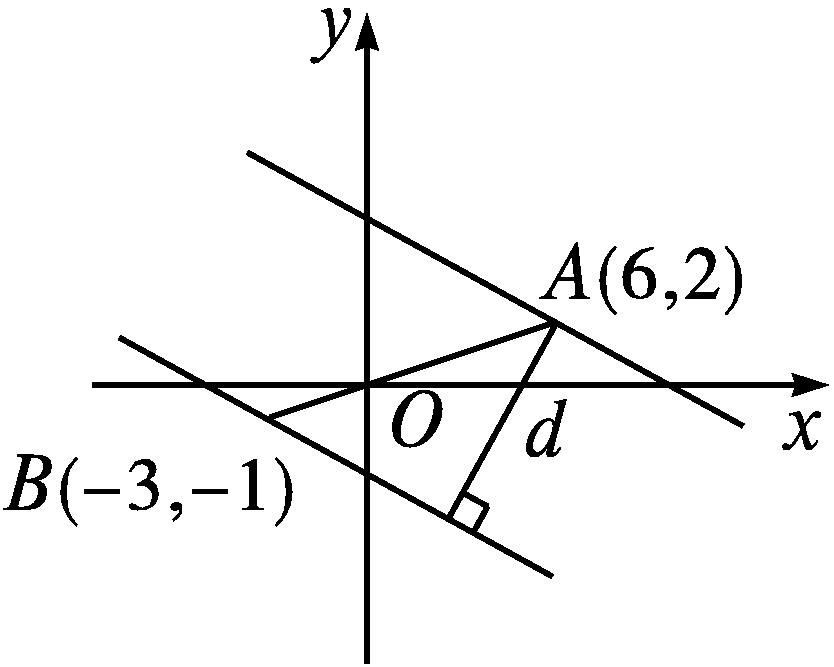 y
A(6,2)
O
d
x
B(−3,−1)